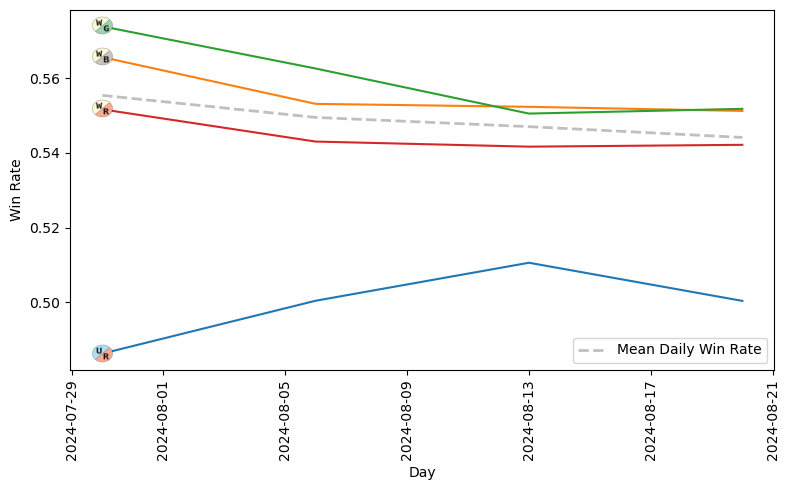 W
G
W
B
W
R
U
R
0.56
0.54
0.52
0.50
Win Rate
Mean Daily Win Rate
2024-07-29
2024-08-01
2024-08-05
2024-08-09
2024-08-13
2024-08-17
2024-08-21
Day